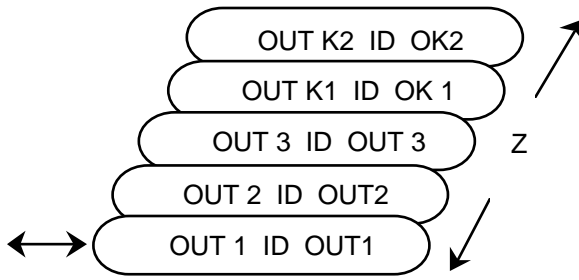 OUT K2 ID OK2
OUT K1 ID OK 1
OUT 3 ID OUT 3
Z
OUT 2 ID OUT2
OUT 1 ID OUT1